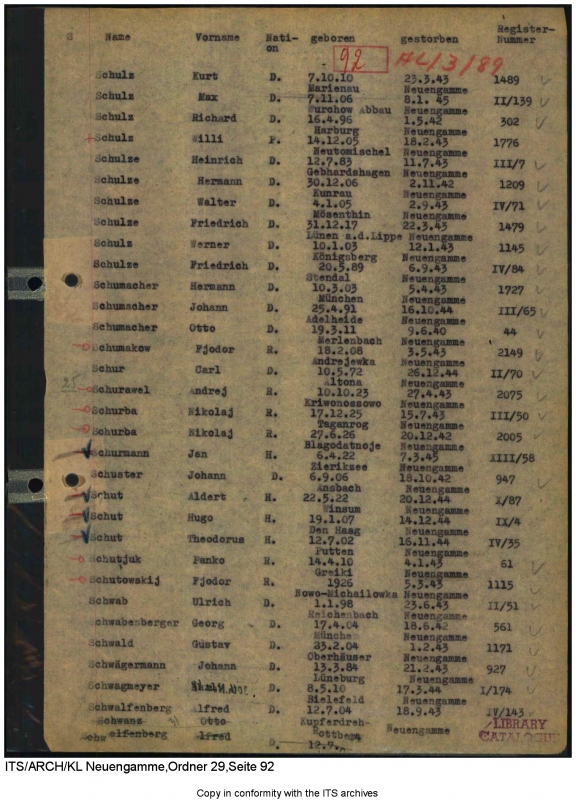 Register-
S Name Vorname Nati- geboren gestorben Nummer
on
92 AC/3/89
Schulz Kurt D. 7.10.10 23.3.43 1489
Marienau Neuengamme
Schulz Max D. 7.11.06 8.1.45 II/139
Wurchow Abbau Neuengamme
Schulz Richard D. 16.4.96 1.5.42 302
Harburg Neuengamme
Schulz Willi P. 14.12.05 18.2.43 1776
Neutomischel Neuengamme
Schulze Heinrich D. 12.7.83 11.7.43 III/7
Gebhardshagen Neuengamme
Schulze Hermann D. 30.12.06 2.11.42 1209
Kunrau Neuengamme
Schulze Walter D. 4.1.05 2.9.43 IV/71
Mösenthin Neuengamme
Schulze Friedrich D. 31.12.17 22.3.43 1479
Lünen a.d.Lippe Neuengamme
Schulz Werner D. 10.1.03 12.1.43 1145
Königsberg Neuengamme
Schulze Friedrich D. 20.5.89 6.9.43 IV/84
Stendal Neuengamme
Schumacher Hermann D. 10.3.03 5.4.43 1727
München Neuengamme
Schumacher Johann D. 25.4.91 16.10.44 III/65
Adelheide Neuengamme
Schumacher Otto D. 19.3.11 9.6.40 44
Merlenbach Neuengamme
Schumakow Fjodor R. 18.2.08 3.5.43 2149
Andrejewka Neuengamme
Schur Carl D. 10.5.72 26.12.44 II/70
Altona Neuengamme
25 Schurawel Andrej R. 10.10.23 27.4.43 2075
Kriwonoszowo Neuengamme
Schurba Nikolaj R. 17.12.25 15.7.43 III/50
Taganrog Neuengamme
Schurba Nikolaj R. 27.6.26 20.12.42 2005
Blagodatnoje Neuengamme
Schurmann Jan H. 6.4.22 7.3.45 XIII/58
Zieriksee Neuengamme
Schuster Johann D. 6.9.06 18.10.42 947
Ansbach Neuengamme
Schut Aldert H. 22.5.22 20.12.44 X/87
Winsum Neuengamme
Schut Hugo H. 19.1.07 14.12.44 IX/4
Den Haag Neuengamme
Schut Theodorus H. 12.7.02 16.11.44 IV/35
Putten Neuengamme
Schutjuk Panko R. 14.4.10 4.1.43 61
Greiki Neuengamme
Schutowskij Fjodor R. 1926 5.3.43 1115
Nowo-Michailowka Neuengamme
Schwab Ulrich D. 1.1.98 23.6.43 II/51
Reichenbach Neuengamme
Schwabenberger Georg D. 17.4.04 18.6.42 561
Münche Neuengamme
Schwald Gustav D. 23.2.04 1.2.43 1171
Oberhäuser Neuengamme
Schwägermann Johann D. 13.3.84 21.2.43 927
Lüneburg Neuengamme
Schwagmeyer D. 8.5.10 17.3.44 I/174
Bielefeld Neuengamme
Schwalfenberg Alfred D. 12.7.04 18.9.43 IV/143
Schwanz Otto Kupferdreh- Neuengamme
Schwalfenberg Alfred Rottberg
D. 12.7.
LIBRARY
CATALOGUE
ITS/ARCH/KL Neuengamme,Ordner 29,Seite 92
Copy in conformity with the ITS archives